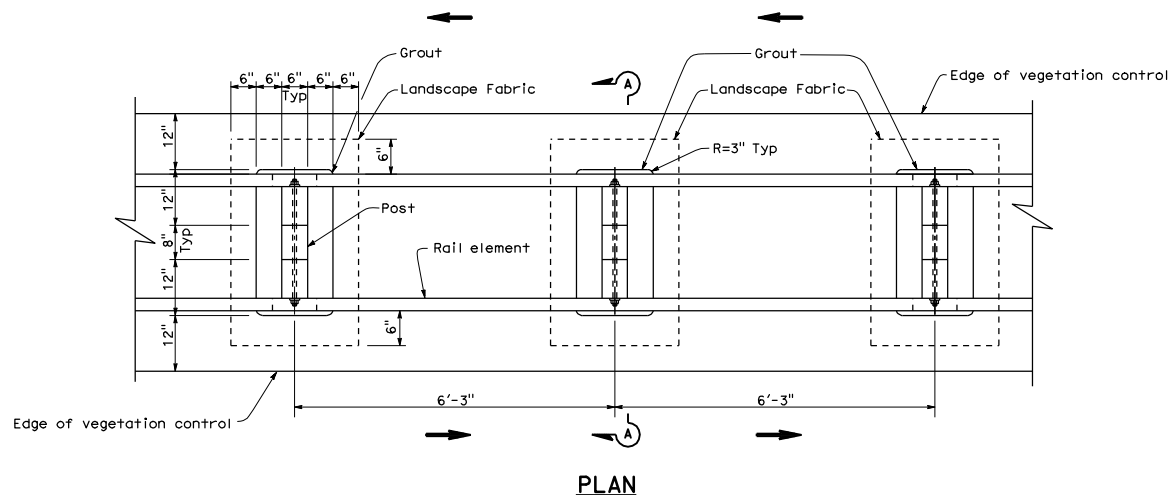 Grout
Grout
6" 6" 6" 6" 6"
Typ
Landscape Fabric
A
Landscape Fabric
Edge of vegetation control
12"
6"
R=3" Typ
12"
Post
8"
Typ
Rail element
12"
12"
6"
6'-3"
6'-3"
Edge of vegetation control
A
PLAN